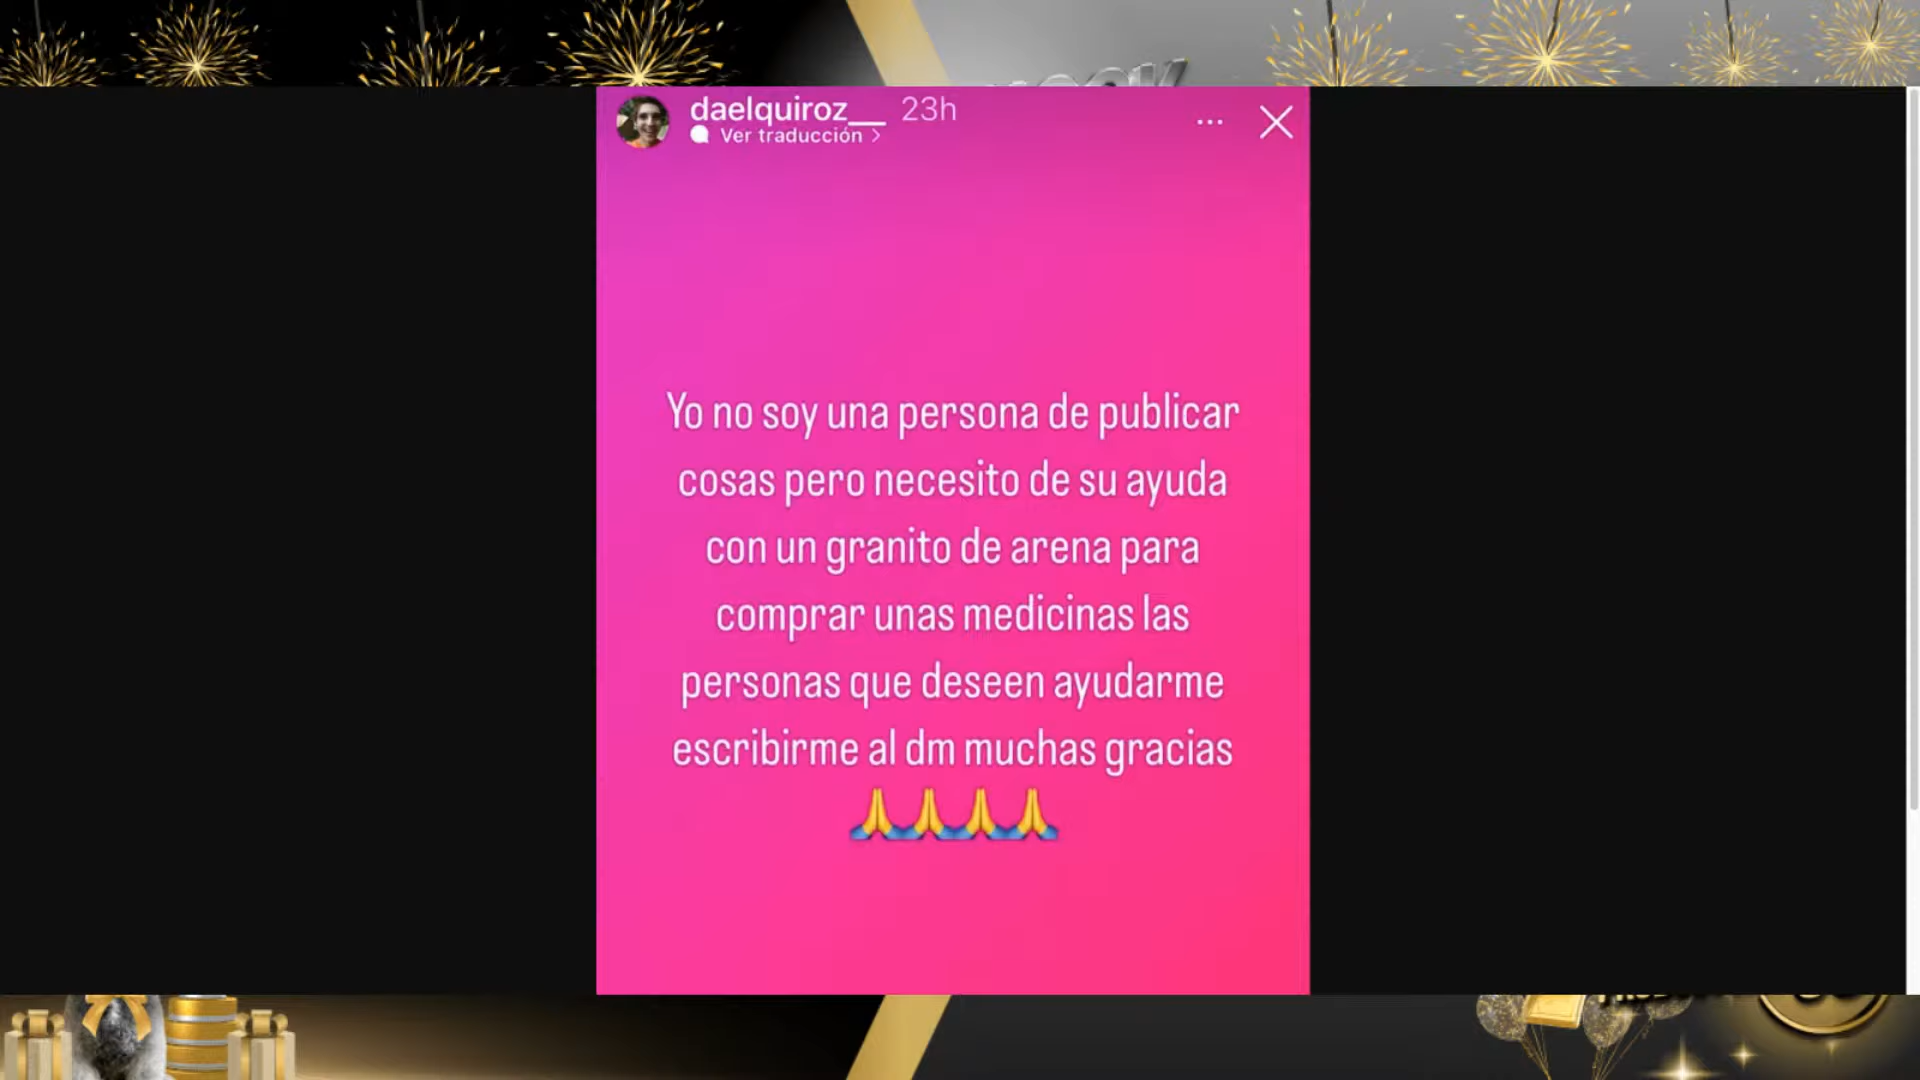 daelquiroz__ 23h
Ver traducción >
Yo no soy una persona de publicar
cosas pero necesito de su ayuda
con un granito de arena para
comprar unas medicinas las
personas que deseen ayudarme
escribirme al dm muchas gracias
🙏🙏🙏🙏